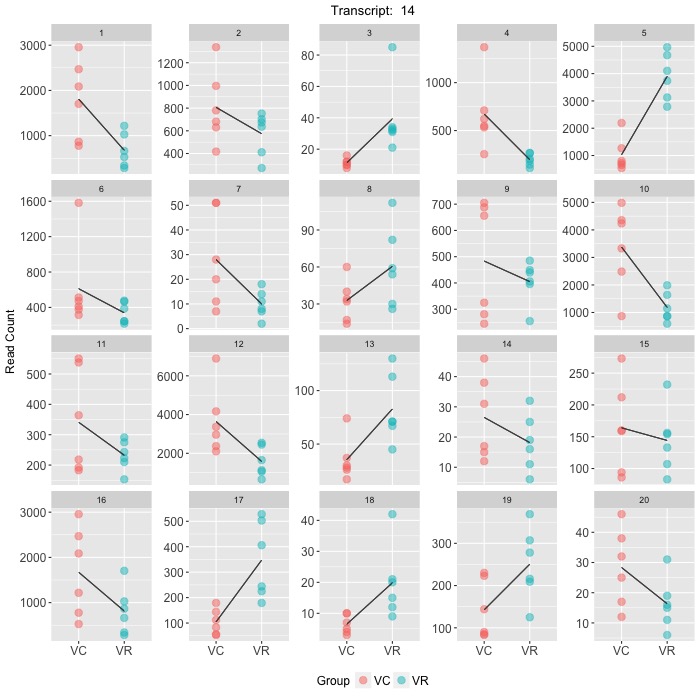 Transcript: 14
1 2 3 4 5
3000 2000 1000
1200 1000 800 600 400
80 60 40 20
1000 500
5000 4000 3000 2000 1000
6 7 8 9 10
1600 1200 800 400
50 40 30 20 10 0
90 60 30
700 600 500 400 300
5000 4000 3000 2000 1000
Read Count
11 12 13 14 15
500 400 300 200
6000 4000 2000
100 50
40 30 20 10
250 200 150 100
16 17 18 19 20
3000 2000 1000
500 400 300 200 100
40 30 20 10
300 200 100
40 30 20 10
VC VR VC VR VC VR VC VR VC VR
Group VC VR